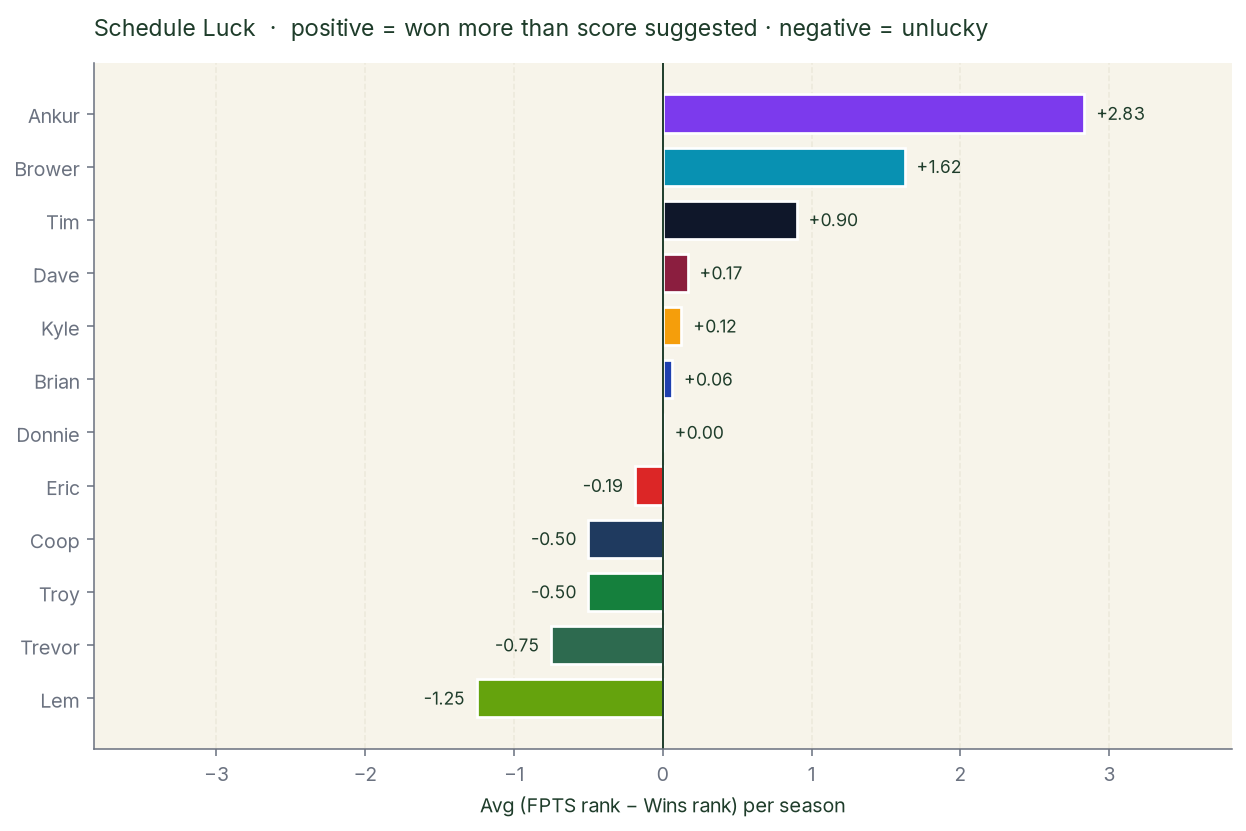 Schedule Luck · positive = won more than score suggested · negative = unlucky
Ankur +2.83
Brower +1.62
Tim +0.90
Dave +0.17
Kyle +0.12
Brian +0.06
Donnie +0.00
Eric -0.19
Coop -0.50
Troy -0.50
Trevor -0.75
Lem -1.25
−3 −2 −1 0 1 2 3
Avg (FPTS rank − Wins rank) per season